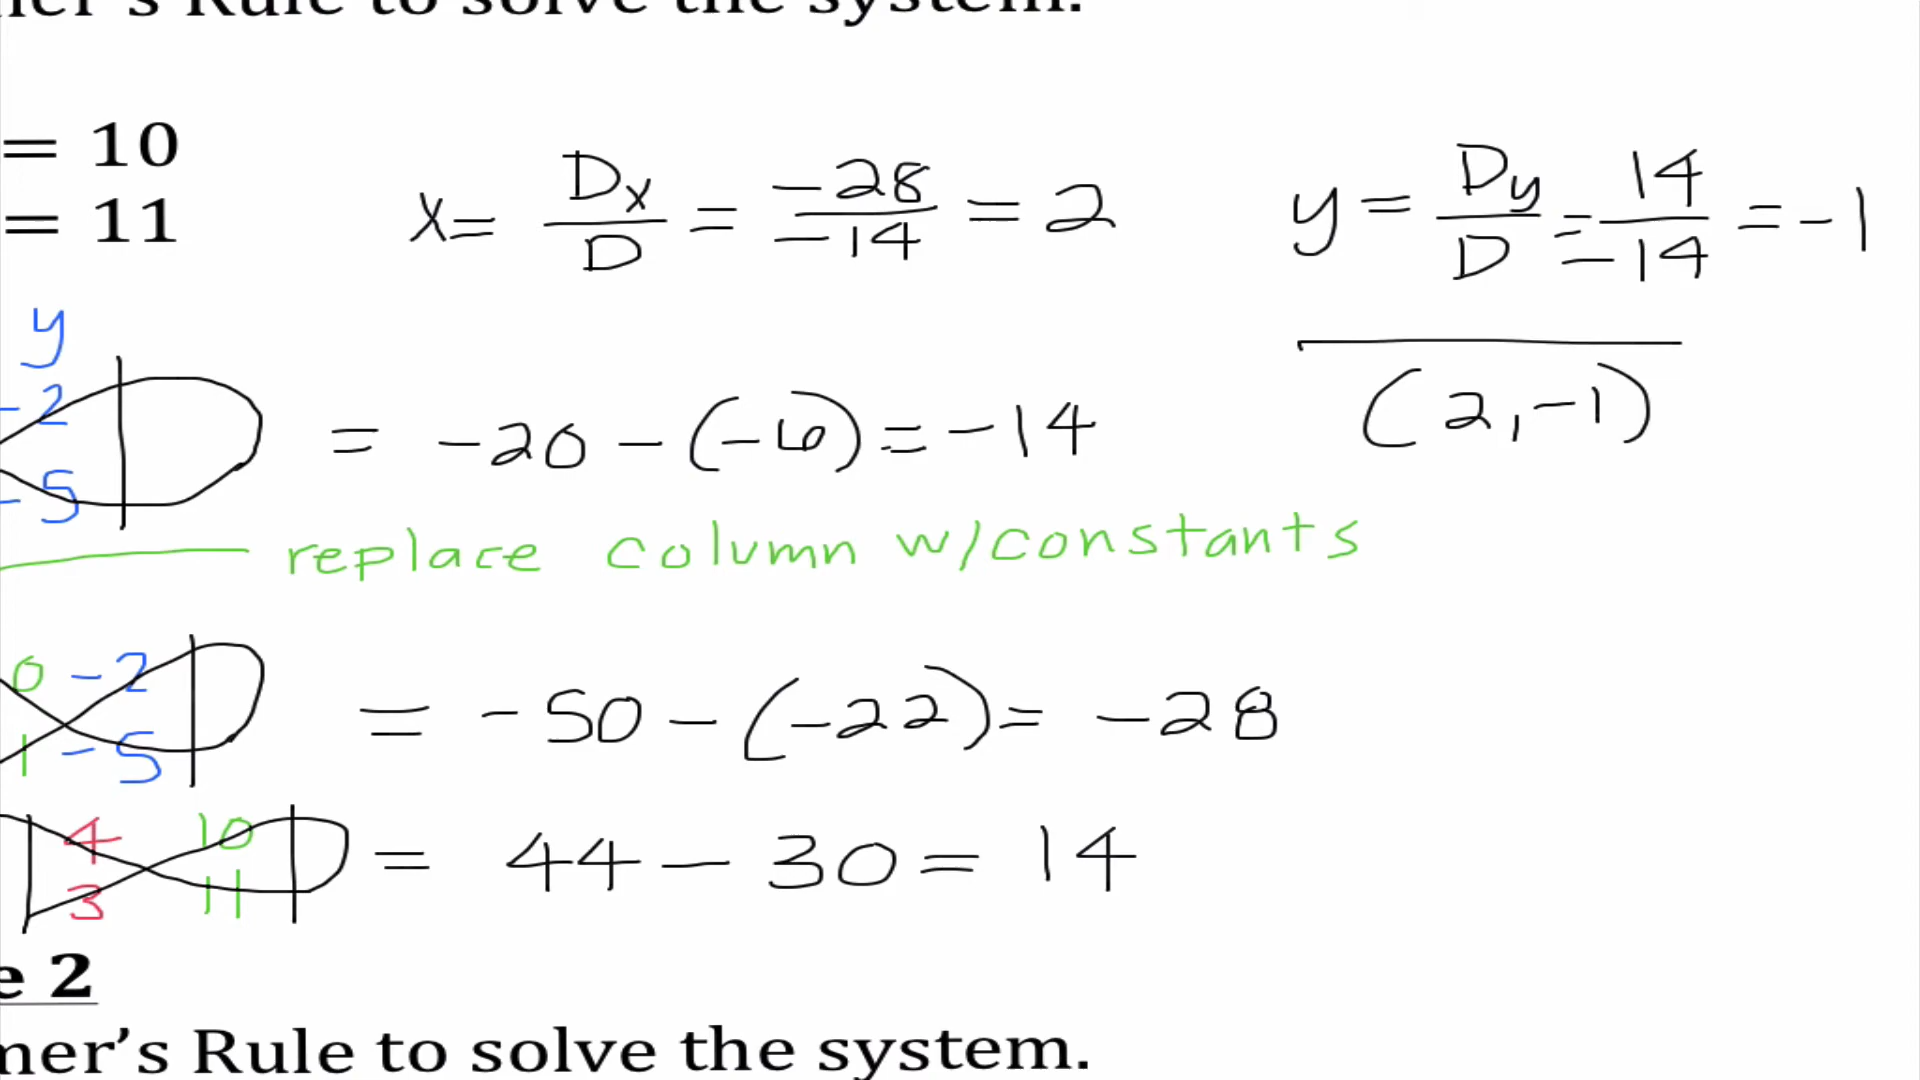 ner's Rule to solve the system.
= 10
= 11
x = Dx/D = -28/-14 = 2
y = Dy/D = 14/-14 = -1
(2, -1)
y
-2
-5
= -20 - (-6) = -14
replace column w/constants
0 -2
1 -5
= -50 - (-22) = -28
4 10
3 11
= 44 - 30 = 14
e 2
mer’s Rule to solve the system.